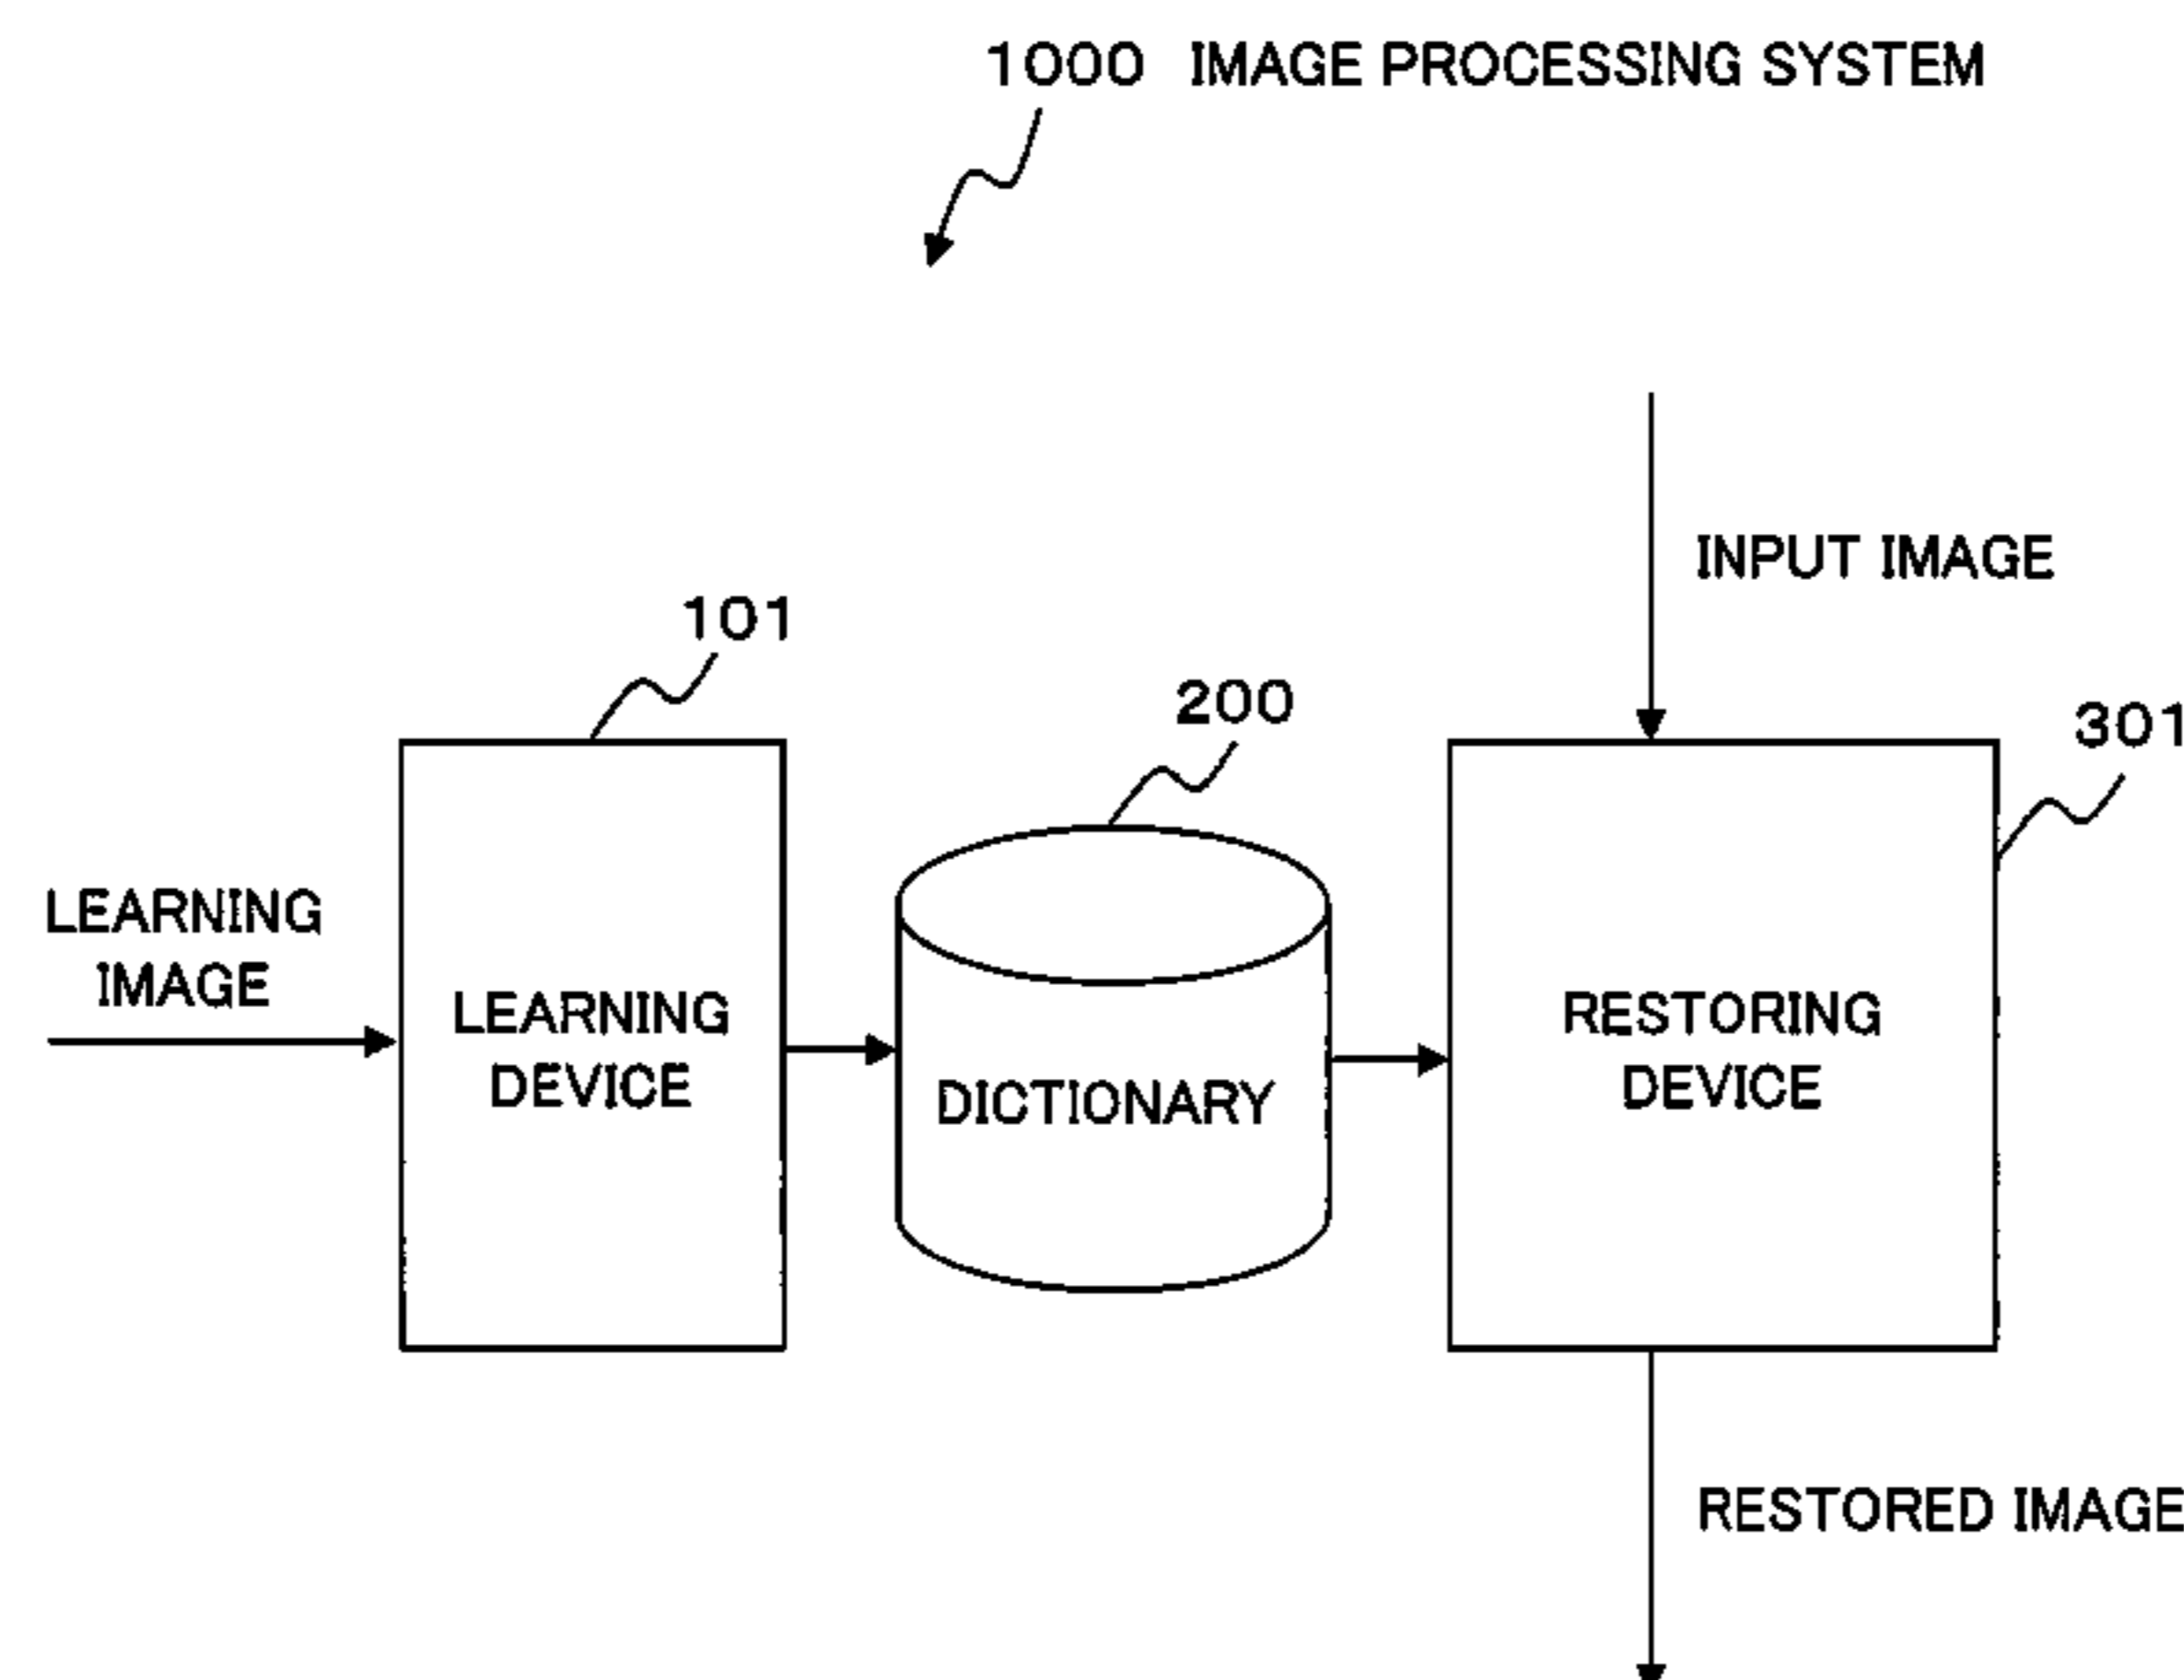 1000 IMAGE PROCESSING SYSTEM
INPUT IMAGE
101
200
301
LEARNING
IMAGE
LEARNING
DEVICE
DICTIONARY
RESTORING
DEVICE
RESTORED IMAGE